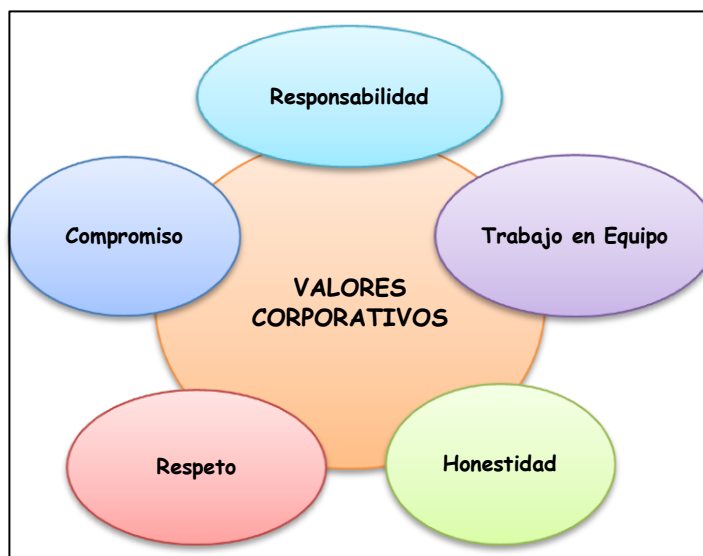 Responsabilidad
Compromiso
Trabajo en Equipo
VALORES
CORPORATIVOS
Respeto
Honestidad